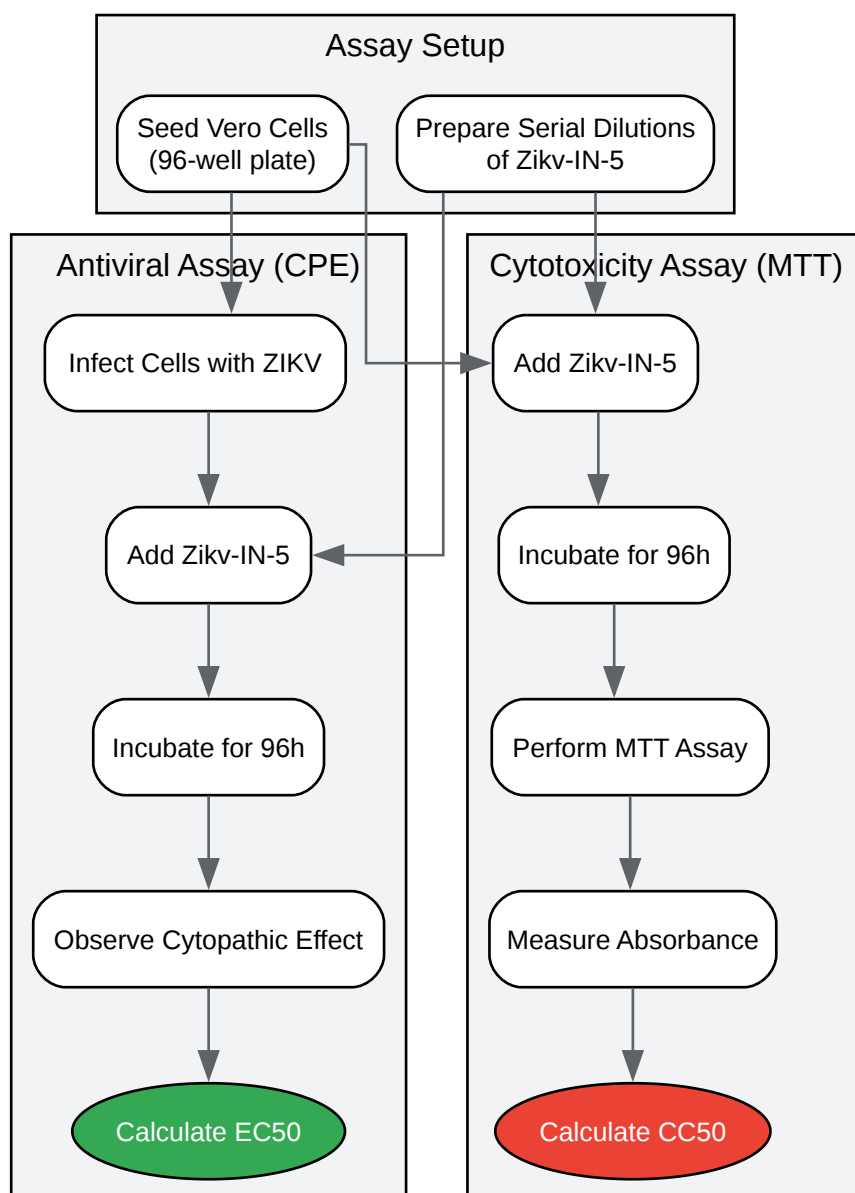 Assay Setup
Seed Vero Cells
(96-well plate)
Prepare Serial Dilutions
of Zikv-IN-5
Antiviral Assay (CPE)
Infect Cells with ZIKV
Add Zikv-IN-5
Incubate for 96h
Observe Cytopathic Effect
Calculate EC50
Cytotoxicity Assay (MTT)
Add Zikv-IN-5
Incubate for 96h
Perform MTT Assay
Measure Absorbance
Calculate CC50